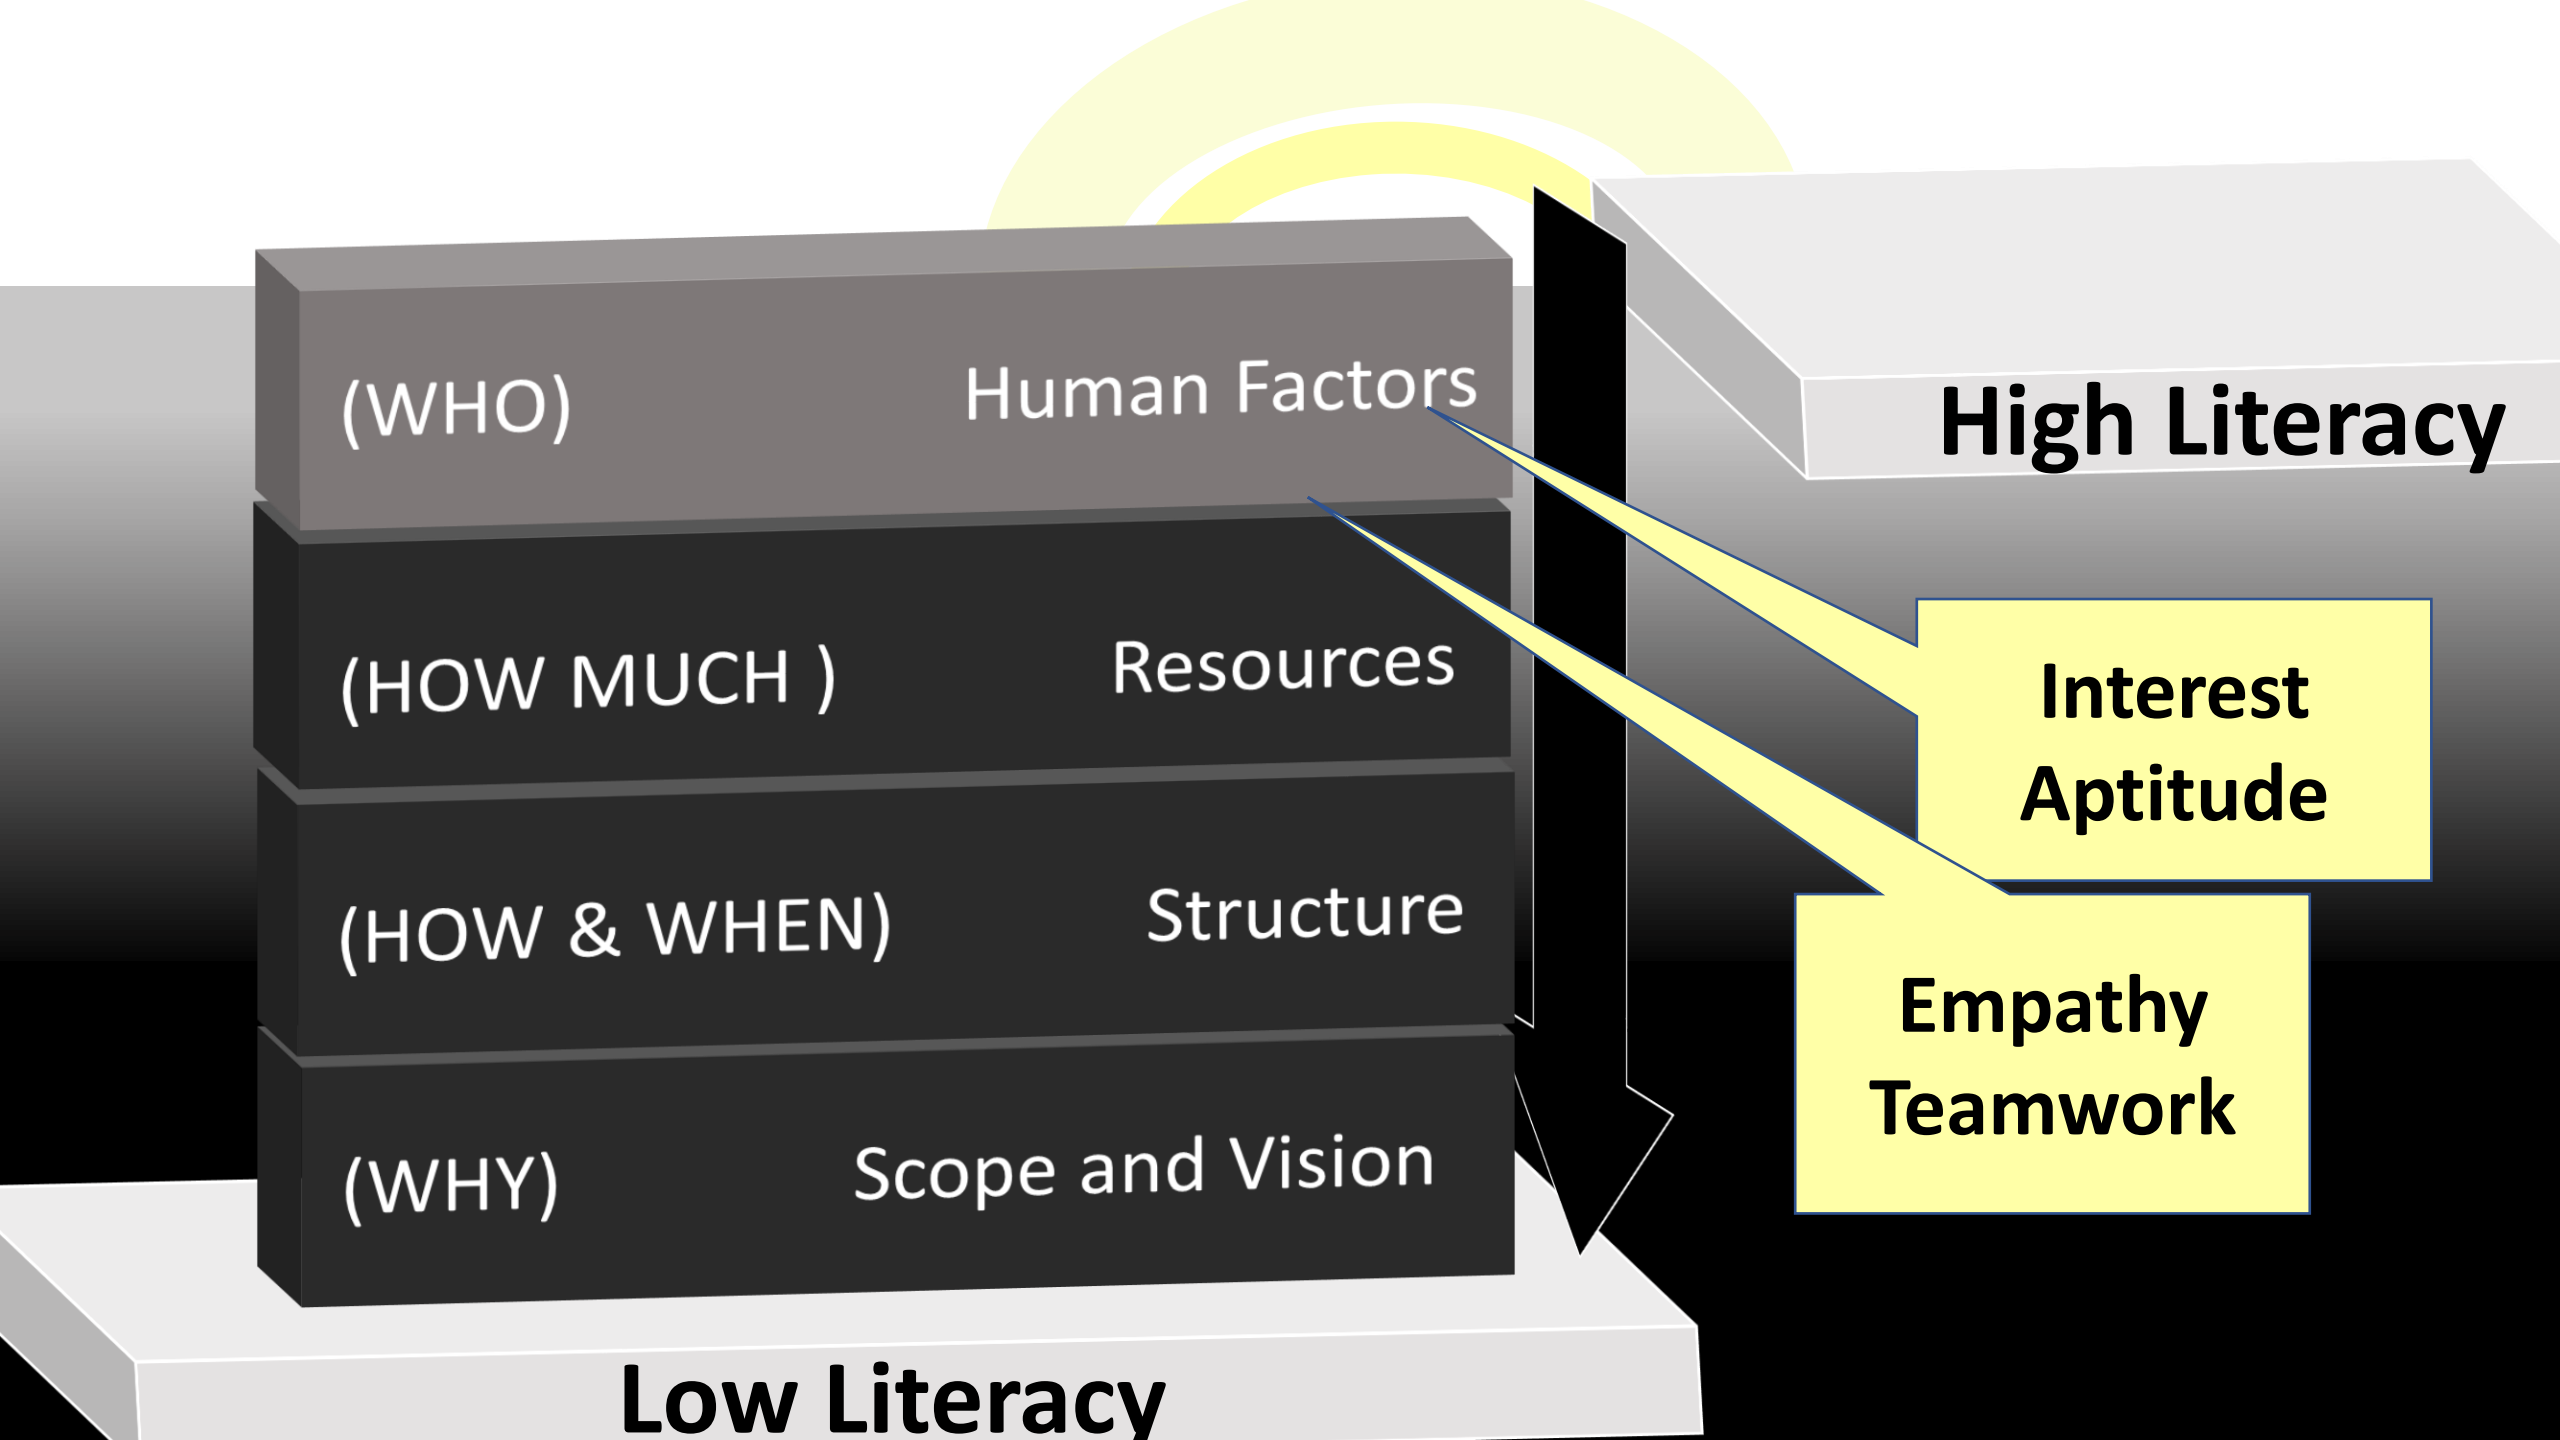 (WHO) Human Factors
High Literacy
(HOW MUCH ) Resources
Interest
Aptitude
(HOW & WHEN) Structure
Empathy
Teamwork
(WHY) Scope and Vision
Low Literacy